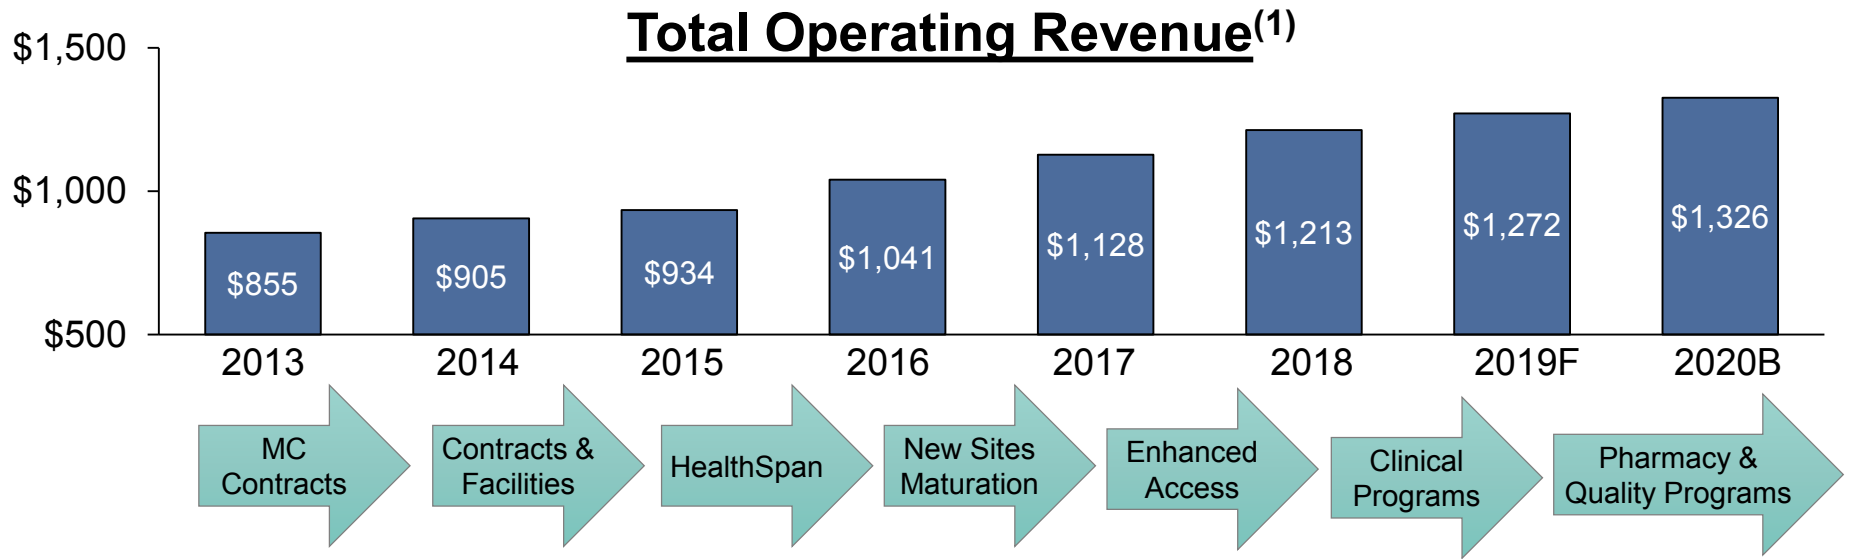 Total Operating Revenue(1)
$1,500
$1,000
$500
$855
$905
$934
$1,041
$1,128
$1,213
$1,272
$1,326
2013
2014
2015
2016
2017
2018
2019F
2020B
MC
Contracts
Contracts &
Facilities
HealthSpan
New Sites
Maturation
Enhanced
Access
Clinical
Programs
Pharmacy &
Quality Programs